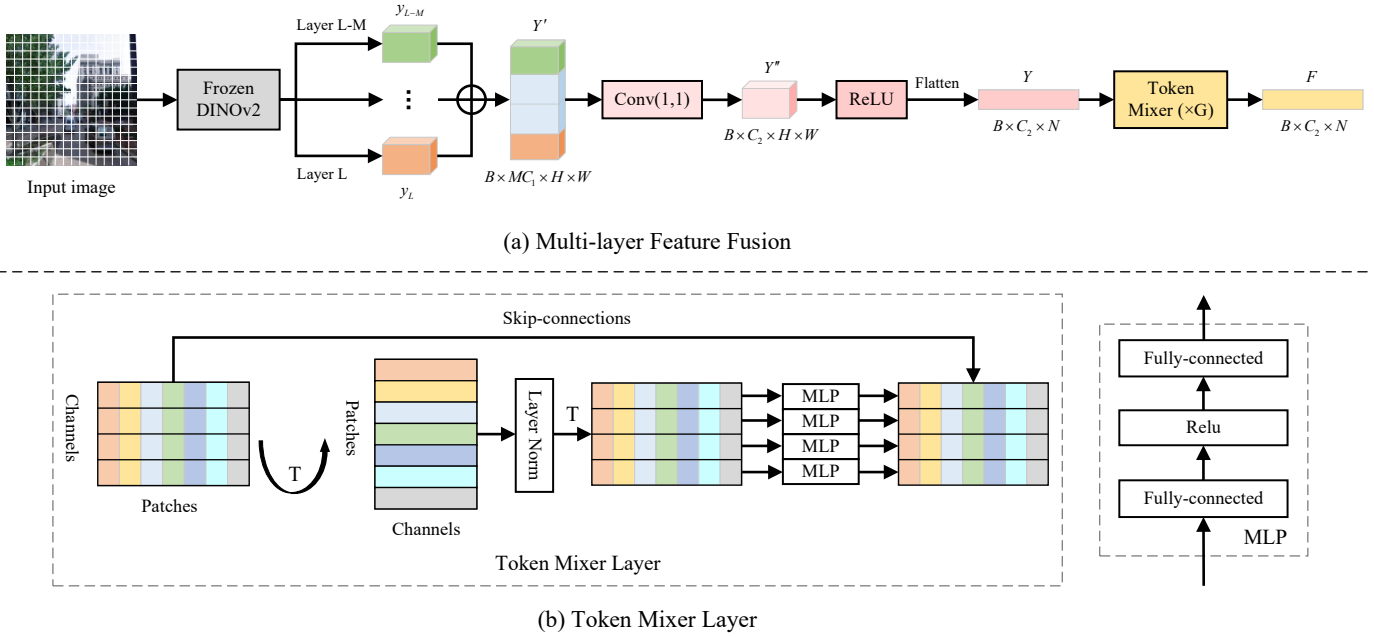 Layer L-M
y_{L-M}
Y′
Frozen
DINOv2
⋮
Conv(1,1)
Y″
ReLU
Flatten
Y
Token
Mixer (×G)
F
B × C_2 × H × W
B × C_2 × N
B × C_2 × N
Layer L
y_L
B × MC_1 × H × W
Input image
(a) Multi-layer Feature Fusion
Skip-connections
Channels
Patches
T
Patches
Channels
Layer Norm
T
MLP
MLP
MLP
MLP
Token Mixer Layer
Fully-connected
Relu
Fully-connected
MLP
(b) Token Mixer Layer